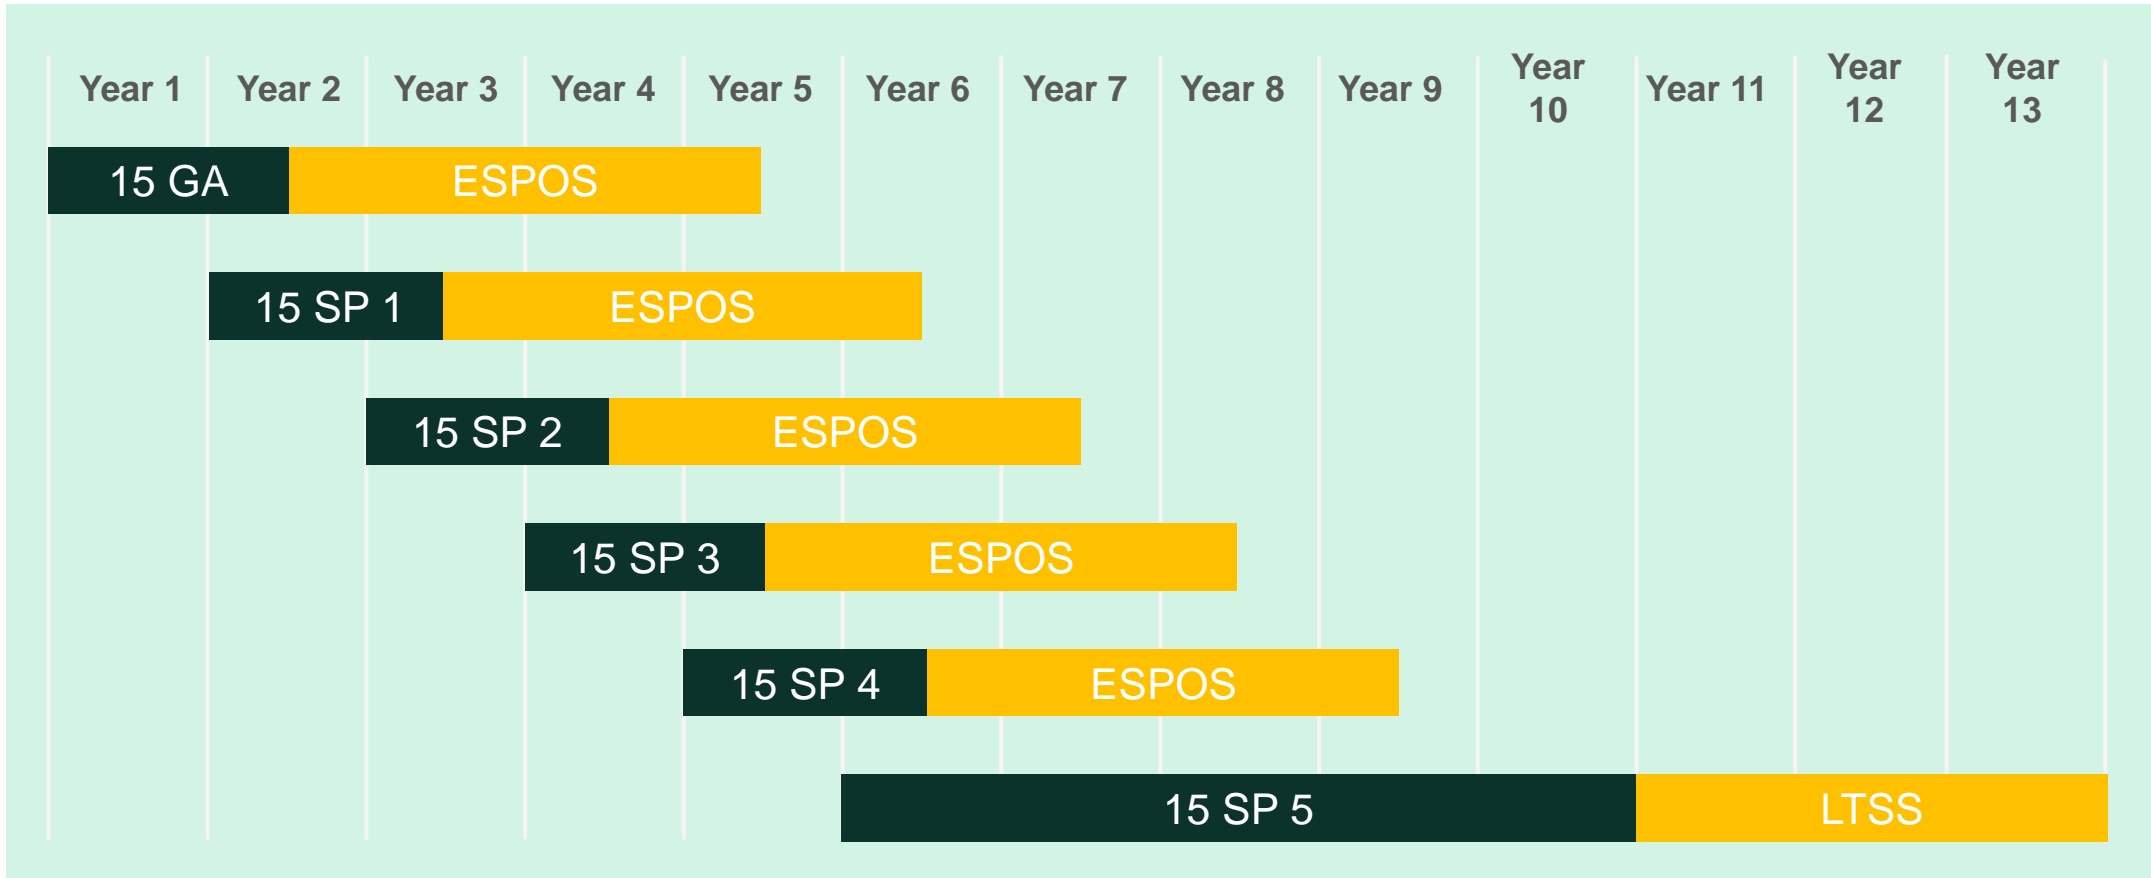 Year 1
Year 2
Year 3
Year 4
Year 5
Year 6
Year 7
Year 8
Year 9
Year
10
Year 11
Year
12
Year
13
15 GA
ESPOS
15 SP 1
ESPOS
15 SP 2
ESPOS
15 SP 3
ESPOS
15 SP 4
ESPOS
15 SP 5
LTSS